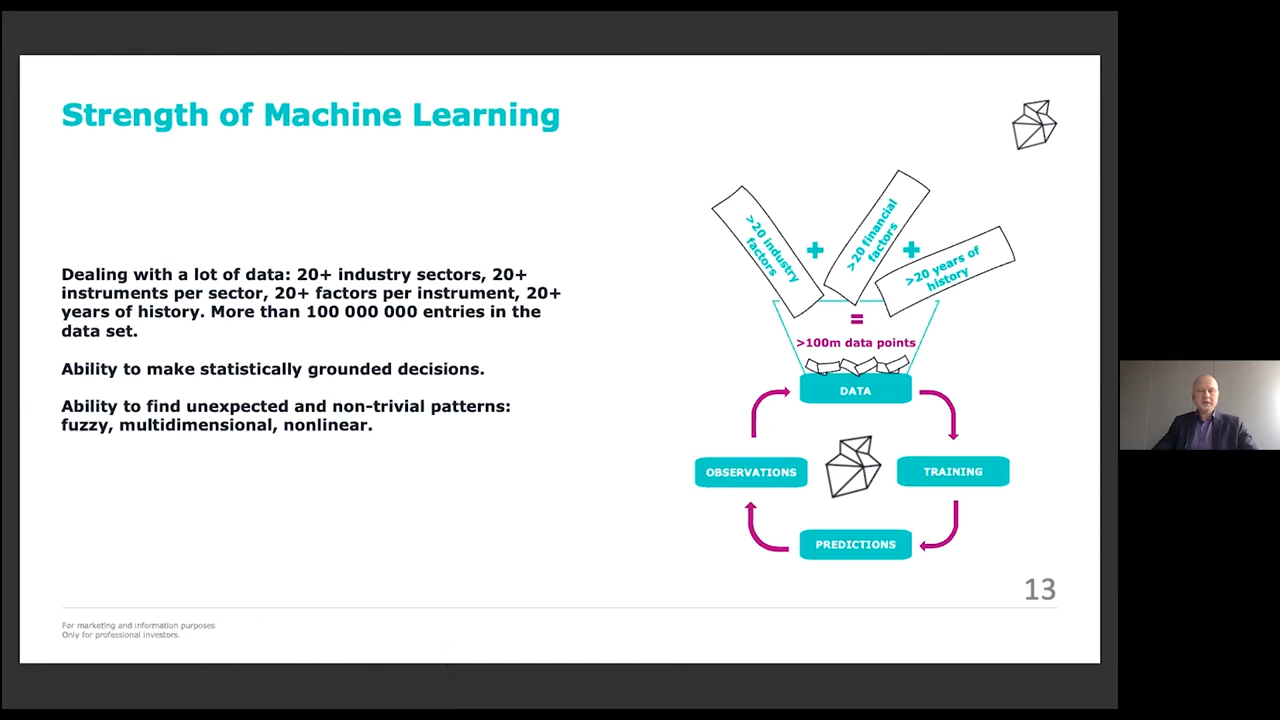 Strength of Machine Learning
Dealing with a lot of data: 20+ industry sectors, 20+
instruments per sector, 20+ factors per instrument, 20+
years of history. More than 100 000 000 entries in the
data set.
Ability to make statistically grounded decisions.
Ability to find unexpected and non-trivial patterns:
fuzzy, multidimensional, nonlinear.
>20 industry
factors
+
>20 financial
factors
+
>20 years of
history
=
>100m data points
DATA
OBSERVATIONS
TRAINING
PREDICTIONS
13
For marketing and information purposes
Only for professional investors.